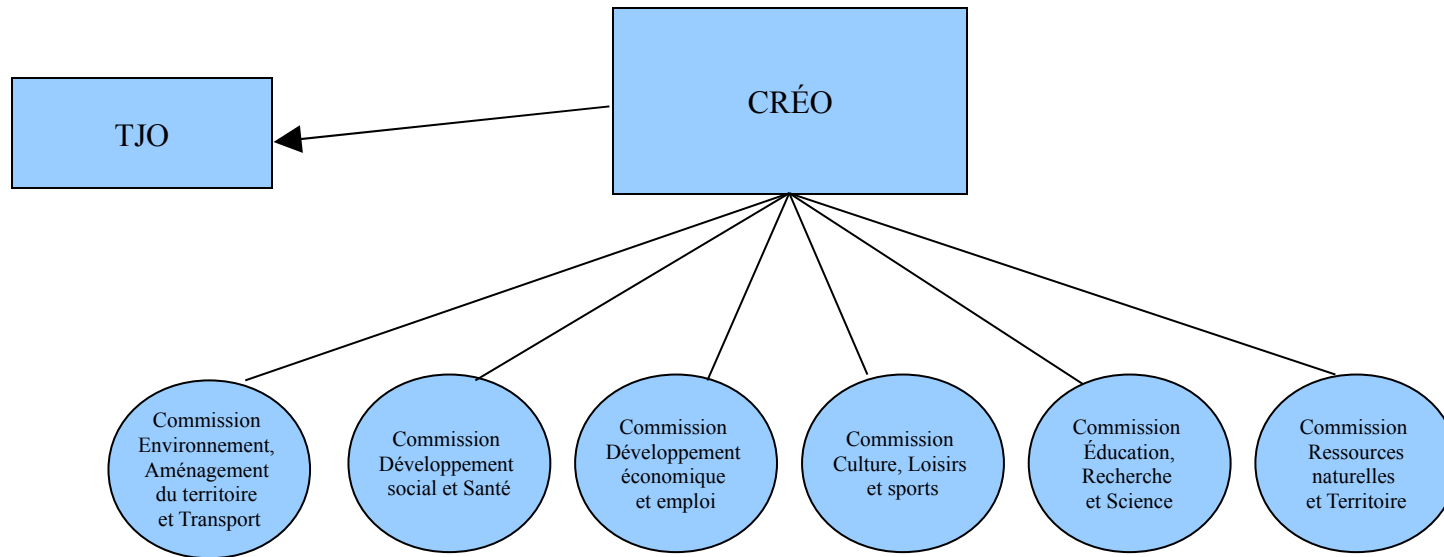 CRÉO
TJO
Commission
Environnement,
Aménagement
du territoire
et Transport
Commission
Développement
social et Santé
Commission
Développement
économique
et emploi
Commission
Culture, Loisirs
et sports
Commission
Éducation,
Recherche
et Science
Commission
Ressources
naturelles
et Territoire